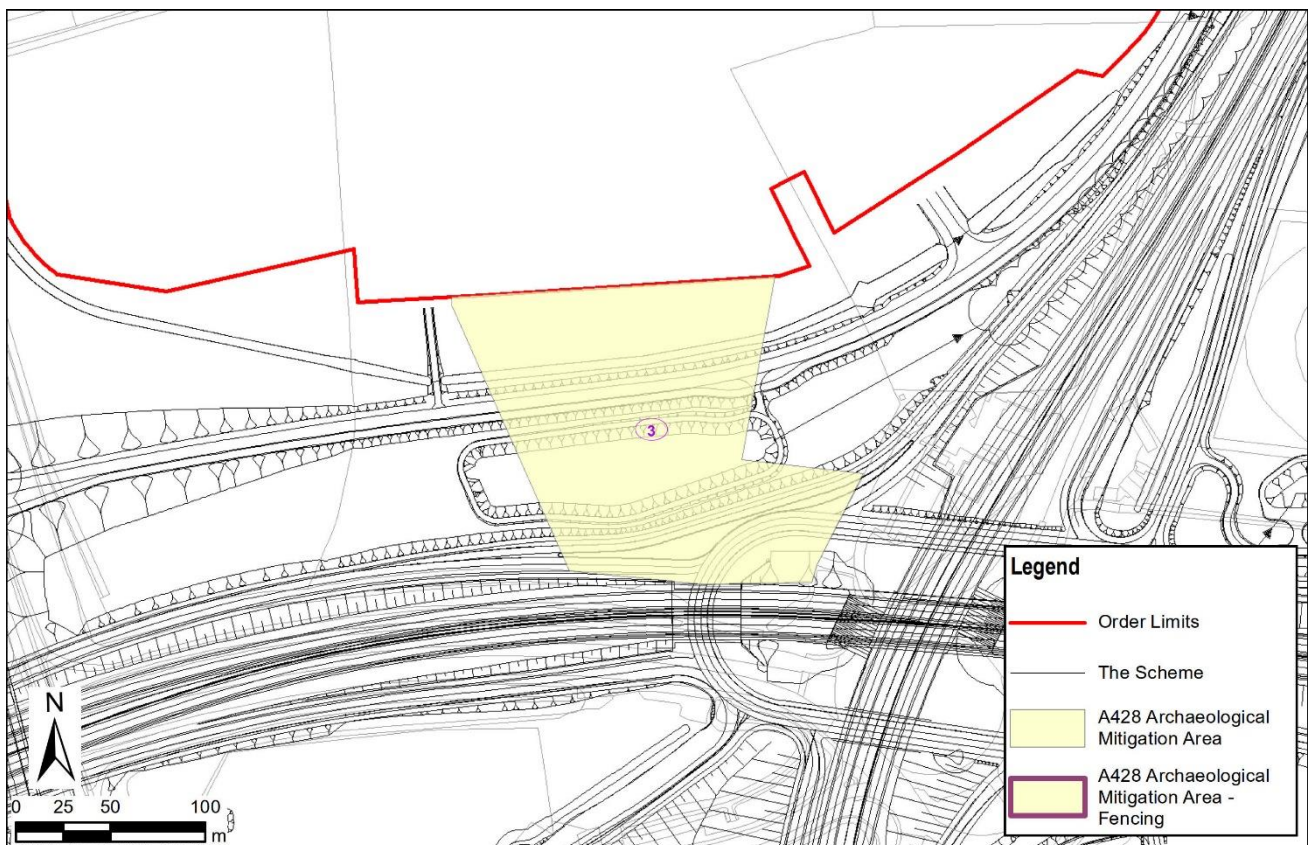 3
Legend
Order Limits
The Scheme
A428 Archaeological
Mitigation Area
A428 Archaeological
Mitigation Area -
Fencing
N
0 25 50 100
m